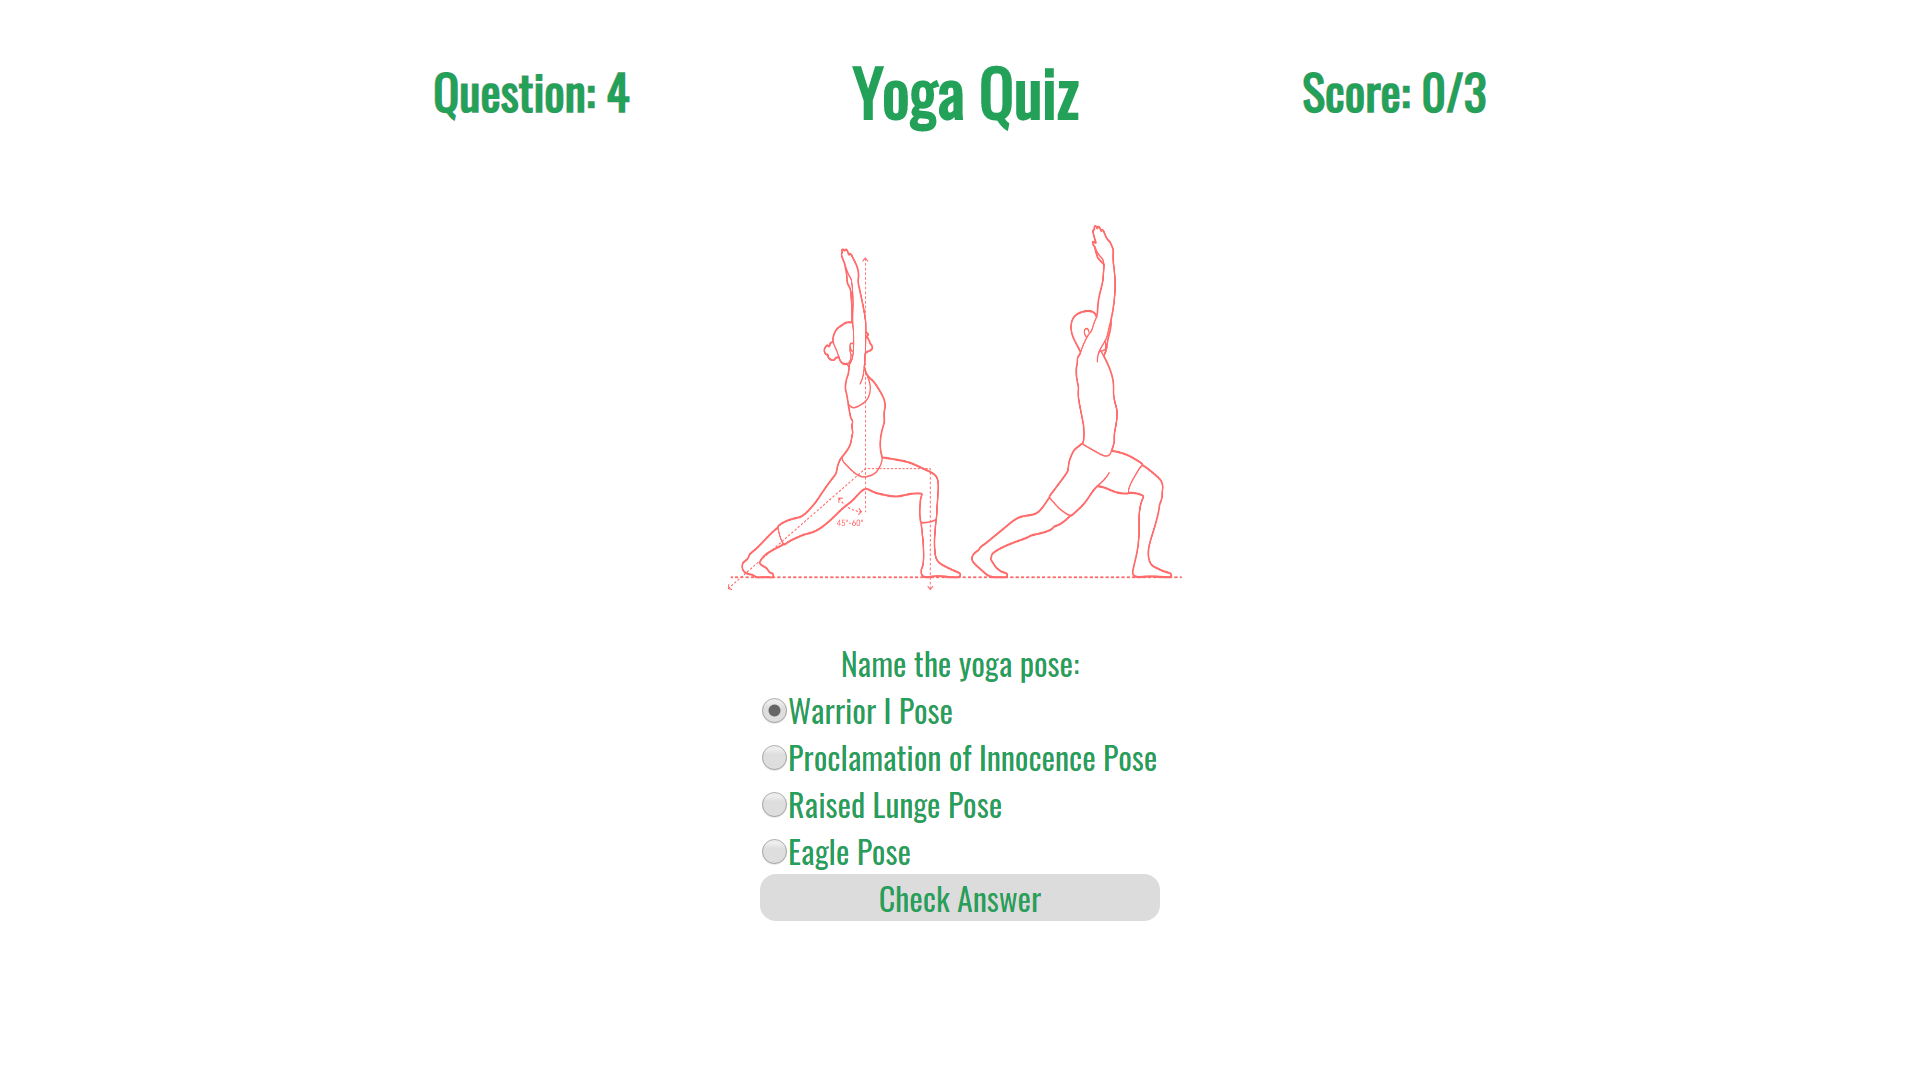 Question: 4
Yoga Quiz
Score: 0/3
45°-60°
Name the yoga pose:
Warrior I Pose
Proclamation of Innocence Pose
Raised Lunge Pose
Eagle Pose
Check Answer